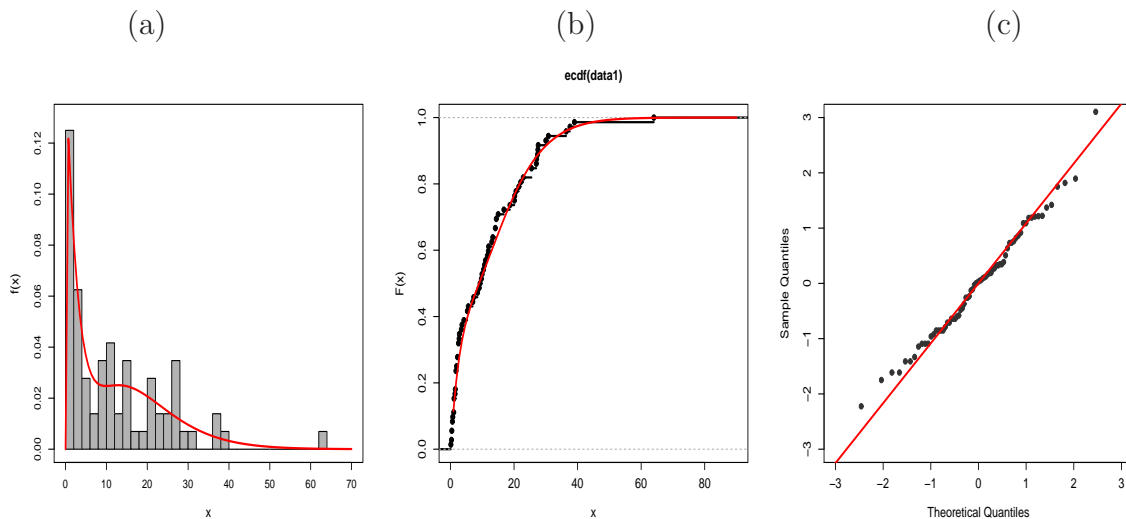 (a)
(b)
(c)
ecdf(data1)
f(x)
0.00
0.02
0.04
0.06
0.08
0.10
0.12
0 10 20 30 40 50 60 70
x
F(x)
0.0
0.2
0.4
0.6
0.8
1.0
0 20 40 60 80
x
Sample Quantiles
−3
−2
−1
0
1
2
3
−3 −2 −1 0 1 2 3
Theoretical Quantiles